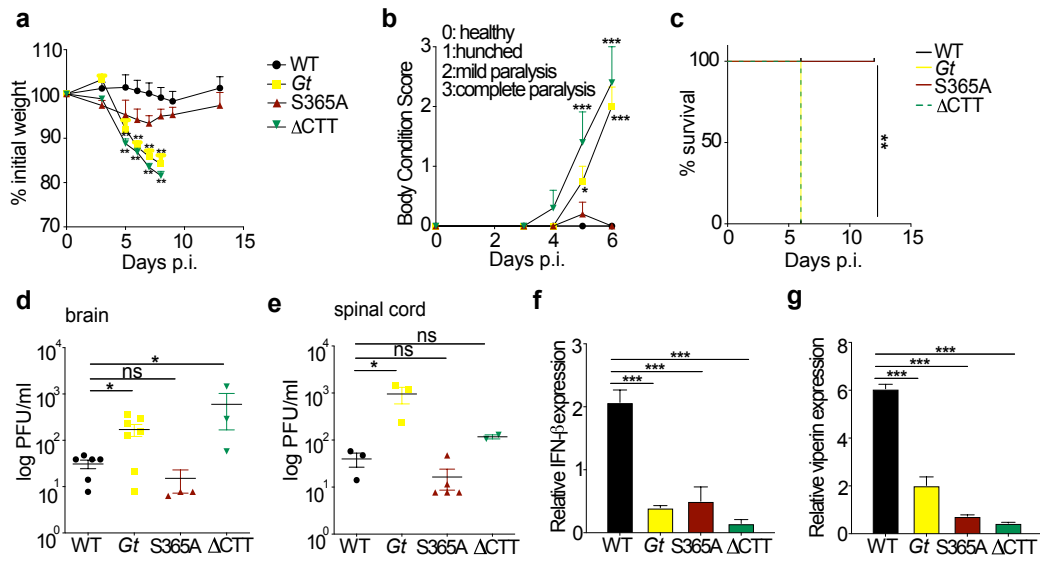 a
110
100
90
80
70
% initial weight
0
5
10
15
Days p.i.
WT
Gt
S365A
ΔCTT
**
**
**
**
**
**
**
**
b
0: healthy
1:hunched
2:mild paralysis
3:complete paralysis
3
2
1
0
Body Condition Score
0
2
4
6
Days p.i.
***
***
***
*
c
100
50
0
% survival
0
5
10
15
Days p.i.
**
WT
Gt
S365A
ΔCTT
d
brain
*
ns
*
10⁴
10³
10²
10¹
10⁰
log PFU/ml
WT Gt S365A ΔCTT
e
spinal cord
ns
ns
*
10⁴
10³
10²
10¹
10⁰
log PFU/ml
WT Gt S365A ΔCTT
f
***
***
***
3
2
1
0
Relative IFN-β expression
WT Gt S365A ΔCTT
g
***
***
***
8
6
4
2
0
Relative viperin expression
WT Gt S365A ΔCTT